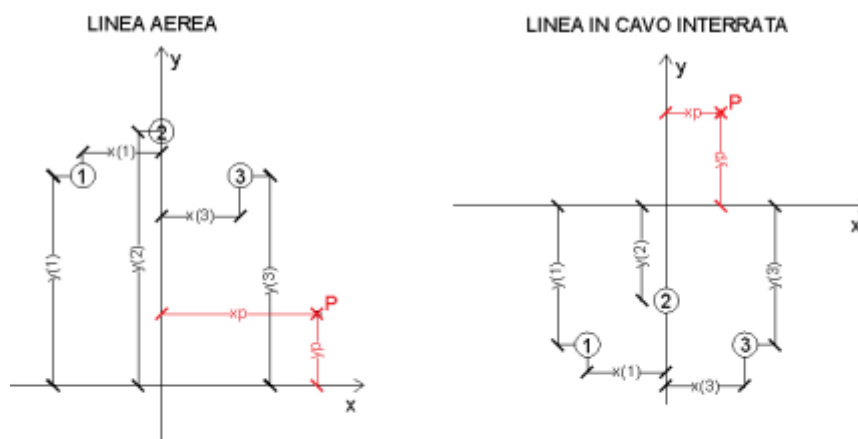 LINEA AEREA
y
2
x(1)
1
3
x(3)
y(1)
y(2)
y(3)
P
xp
yp
x
LINEA IN CAVO INTERRATA
y
P
xp
yp
x
y(1)
y(2)
y(3)
2
1
3
x(1)
x(3)